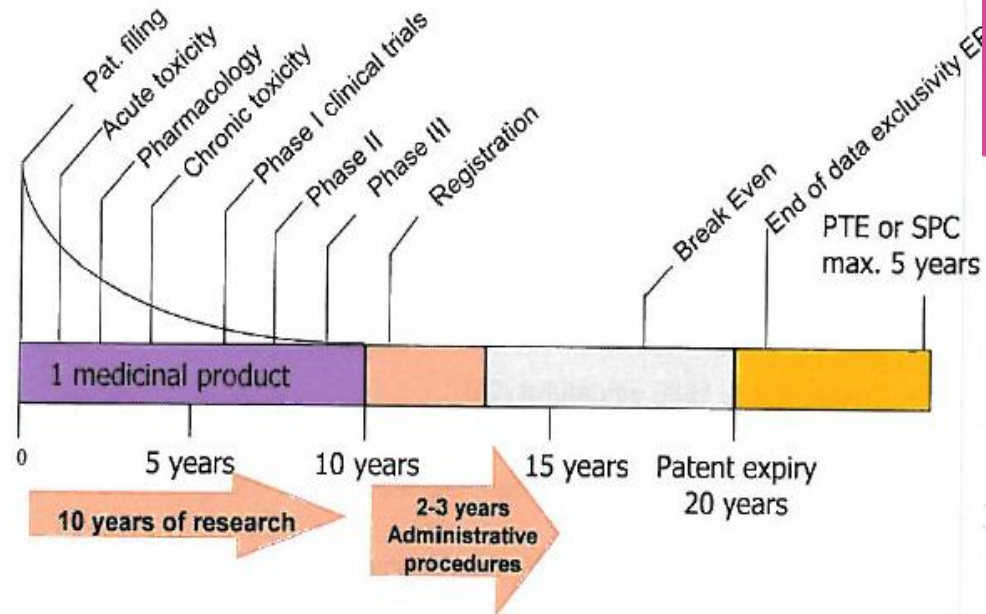 Pat. filing
Acute toxicity
Pharmacology
Chronic toxicity
Phase I clinical trials
Phase II
Phase III
Registration
Break Even
End of data exclusivity
PTE or SPC
max. 5 years
1 medicinal product
0
5 years
10 years
15 years
Patent expiry
20 years
10 years of research
2-3 years
Administrative
procedures